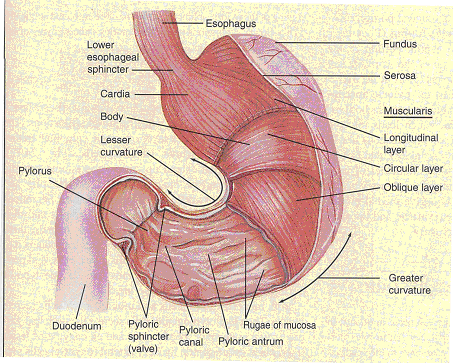 Esophagus
Fundus
Lower
esophageal
sphincter
Serosa
Cardia
Muscularis
Body
Longitudinal
layer
Lesser
curvature
Circular layer
Pylorus
Oblique layer
Greater
curvature
Duodenum
Pyloric
sphincter
(valve)
Pyloric
canal
Pyloric antrum
Rugae of mucosa